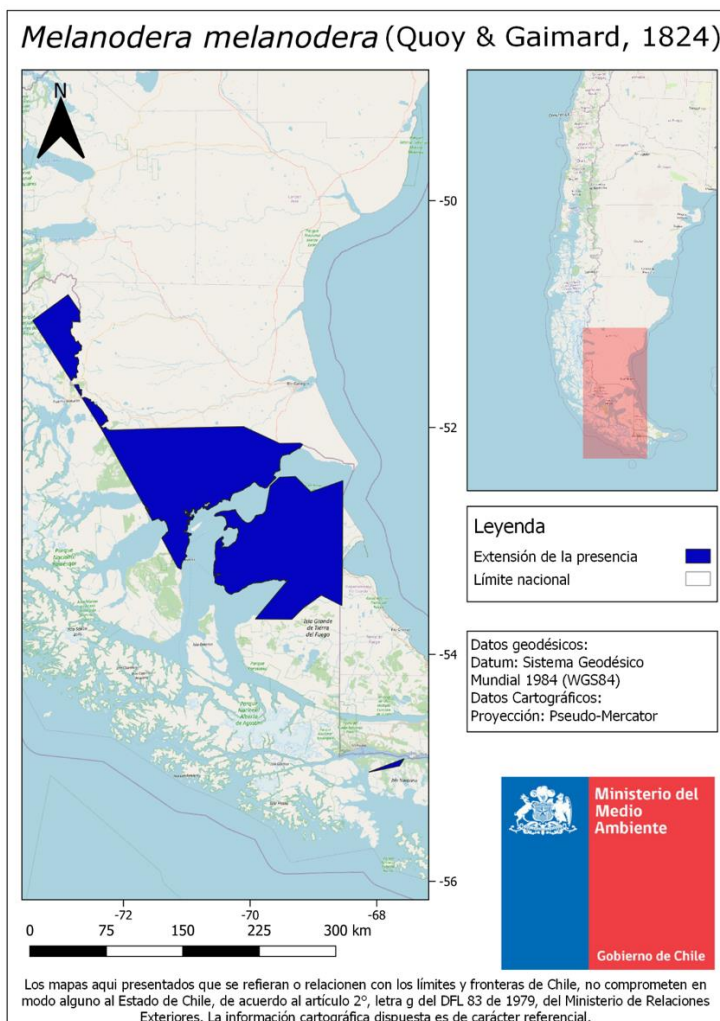 Melanodera melanodera (Quoy & Gaimard, 1824)
N
-50
-52
-54
-56
-72
-70
-68
0
75
150
225
300 km
Isla Grande
de Tierra
del Fuego
Leyenda
Extensión de la presencia
Límite nacional
Datos geodésicos:
Datum: Sistema Geodésico
Mundial 1984 (WGS84)
Datos Cartográficos:
Proyección: Pseudo-Mercator
Ministerio del
Medio
Ambiente
Gobierno de Chile
Los mapas aqui presentados que se refieran o relacionen con los límites y fronteras de Chile, no comprometen en
modo alguno al Estado de Chile, de acuerdo al artículo 2º, letra g del DFL 83 de 1979, del Ministerio de Relaciones
Exteriores. La información cartográfica dispuesta es de carácter referencial.